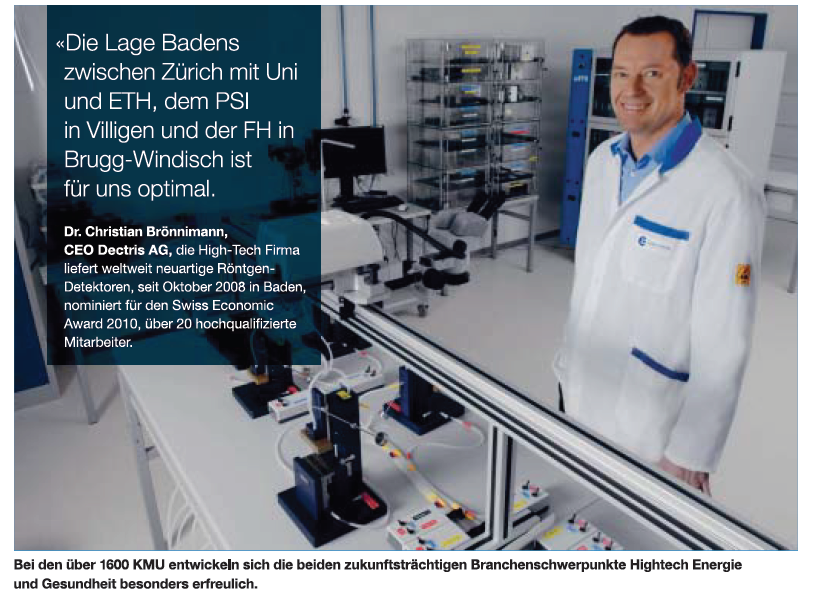 «Die Lage Badens
zwischen Zürich mit Uni
und ETH, dem PSI
in Villigen und der FH in
Brugg-Windisch ist
für uns optimal.
Dr. Christian Brönnimann,
CEO Dectris AG, die High-Tech Firma
liefert weltweit neuartige Röntgen-
Detektoren, seit Oktober 2008 in Baden,
nominiert für den Swiss Economic
Award 2010, über 20 hochqualifizierte
Mitarbeiter.
Bei den über 1600 KMU entwickeln sich die beiden zukunftsträchtigen Branchenschwerpunkte Hightech Energie
und Gesundheit besonders erfreulich.